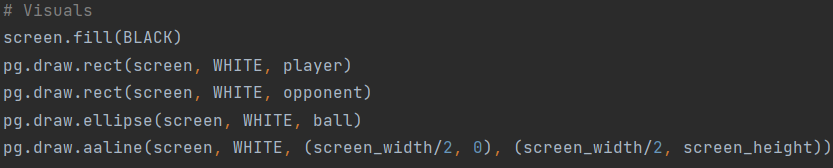 # Visuals
screen.fill(BLACK)
pg.draw.rect(screen, WHITE, player)
pg.draw.rect(screen, WHITE, opponent)
pg.draw.ellipse(screen, WHITE, ball)
pg.draw.aaline(screen, WHITE, (screen_width/2, 0), (screen_width/2, screen_height))